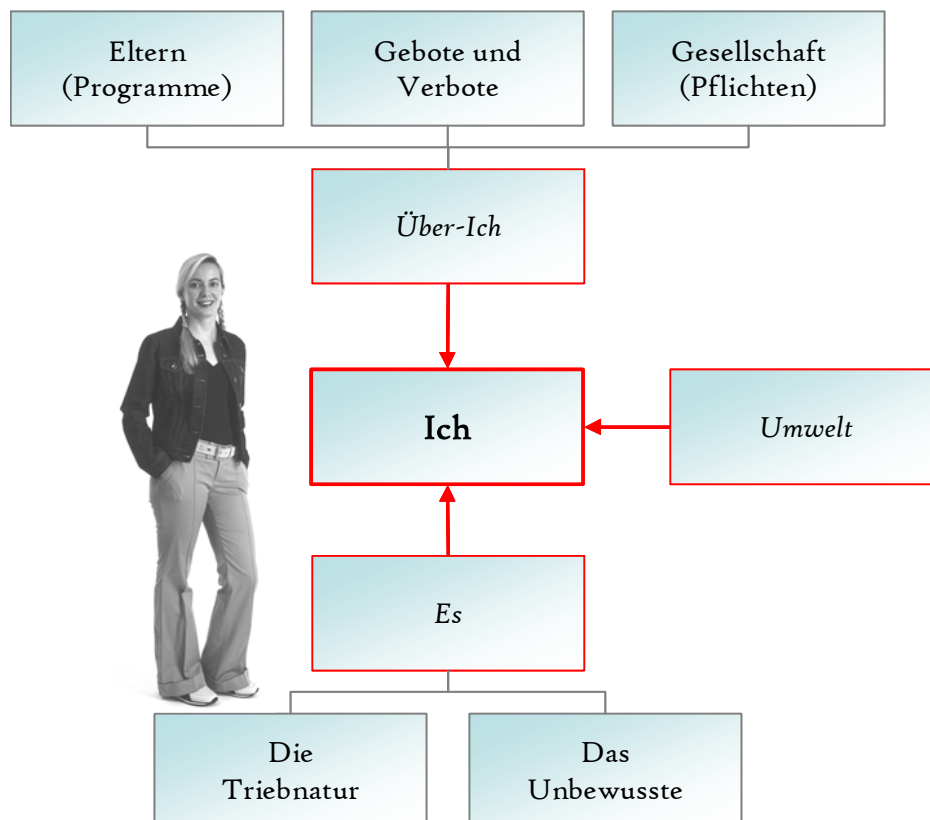 Eltern
(Programme)
Gebote und
Verbote
Gesellschaft
(Pflichten)
Über-Ich
Ich
Umwelt
Es
Die
Triebnatur
Das
Unbewusste